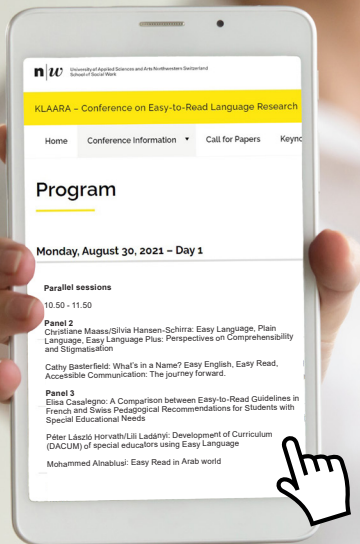 n|w University of Applied Sciences and Arts Northwestern Switzerland
School of Social Work
KLAARA – Conference on Easy-to-Read Language Research
Home Conference Information Call for Papers Keyno
Program
Monday, August 30, 2021 – Day 1
Parallel sessions
10.50 - 11.50
Panel 2
Christiane Maass/Silvia Hansen-Schirra: Easy Language, Plain
Language, Easy Language Plus: Perspectives on Comprehensibility
and Stigmatisation
Cathy Basterfield: What's in a Name? Easy English, Easy Read,
Accessible Communication: The journey forward.
Panel 3
Elisa Casalegno: A Comparison between Easy-to-Read Guidelines in
French and Swiss Pedagogical Recommendations for Students with
Special Educational Needs
Péter László Horvath/Lili Ladányi: Development of Curriculum
(DACUM) of special educators using Easy Language
Mohammed Alnablusi: Easy Read in Arab world